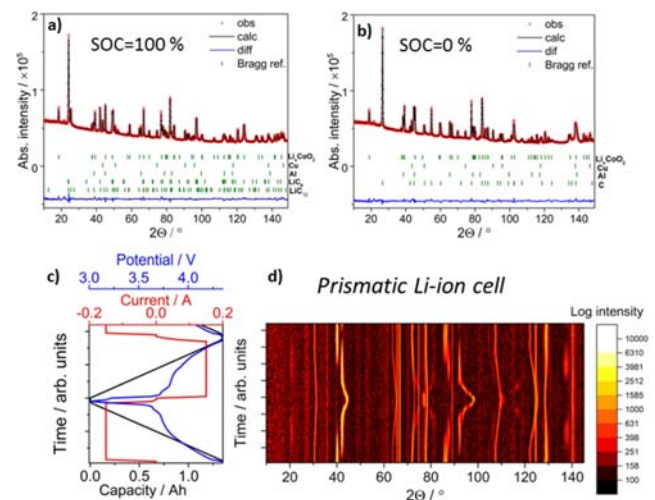 a)
SOC=100 %
obs
calc
diff
Bragg ref.
Abs. intensity / ×10⁵
2
1
0
LiₓCoO₂
Cu
Al
LiC₆
LiC₁₂
20 40 60 80 100 120 140
2Θ / °
b)
SOC=0 %
obs
calc
dif
Bragg ref.
Abs. intensity / ×10⁵
2
1
0
LiₓCoO₂
Cu
Al
C
20 40 60 80 100 120 140
2Θ / °
c)
Potential / V
3.0 3.5 4.0
Current / A
-0.2 0.0 0.2
Time / arb. units
0.0 0.5 1.0
Capacity / Ah
d)
Prismatic Li-ion cell
Time / arb. units
20 40 60 80 100 120 140
2Θ / °
Log intensity
10000
6310
3981
2512
1585
1000
631
398
251
158
100